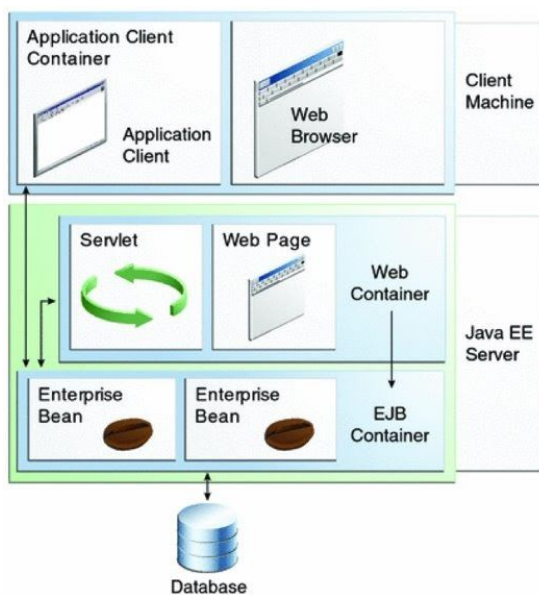 Application Client
Container
Application
Client
Web
Browser
Client
Machine
Servlet
Web Page
Web
Container
Java EE
Server
Enterprise
Bean
Enterprise
Bean
EJB
Container
Database